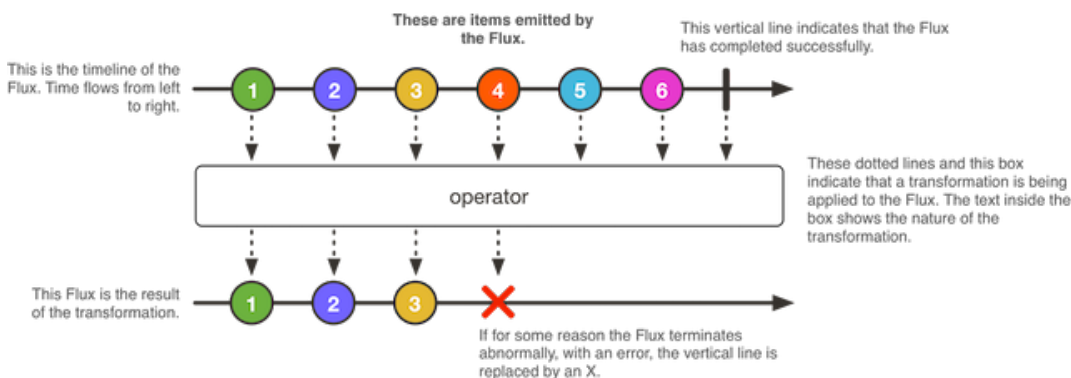 These are items emitted by
the Flux.
This vertical line indicates that the Flux
has completed successfully.
This is the timeline of the
Flux. Time flows from left
to right.
1 2 3 4 5 6
operator
These dotted lines and this box
indicate that a transformation is being
applied to the Flux. The text inside the
box shows the nature of the
transformation.
This Flux is the result
of the transformation.
1 2 3
If for some reason the Flux terminates
abnormally, with an error, the vertical line is
replaced by an X.